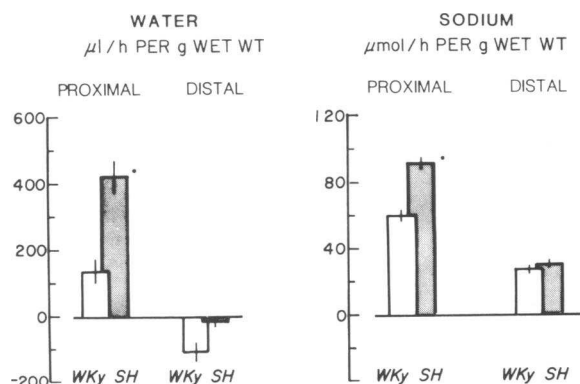 WATER
µl/h PER g WET WT
PROXIMAL DISTAL
600
400
200
0
-200
WKy SH WKy SH
SODIUM
µmol/h PER g WET WT
PROXIMAL DISTAL
120
80
40
0
WKy SH WKy SH